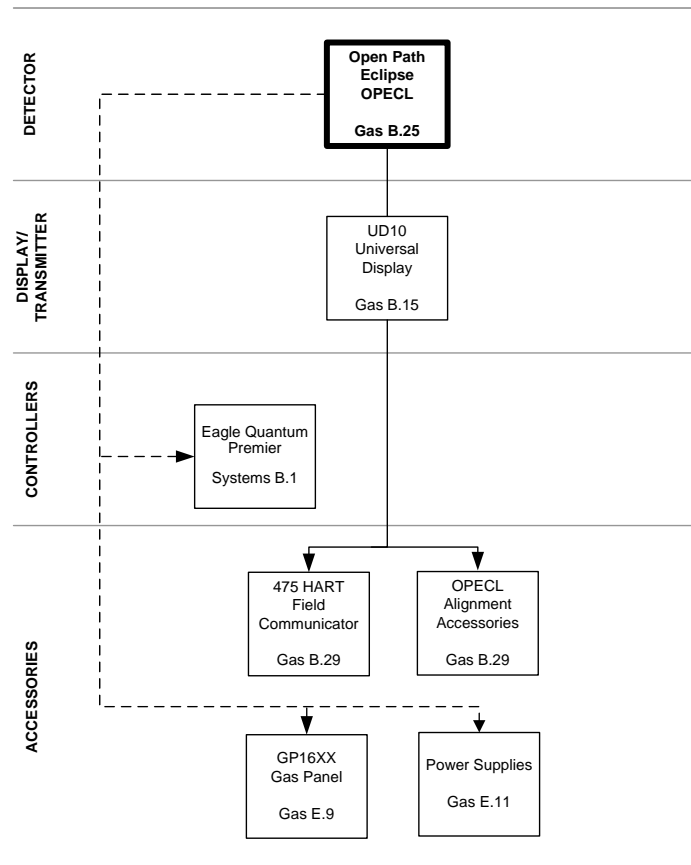 DETECTOR
Open Path
Eclipse
OPECL
Gas B.25
DISPLAY/
TRANSMITTER
UD10
Universal
Display
Gas B.15
CONTROLLERS
Eagle Quantum
Premier
Systems B.1
ACCESSORIES
475 HART
Field
Communicator
Gas B.29
OPECL
Alignment
Accessories
Gas B.29
GP16XX
Gas Panel
Gas E.9
Power Supplies
Gas E.11